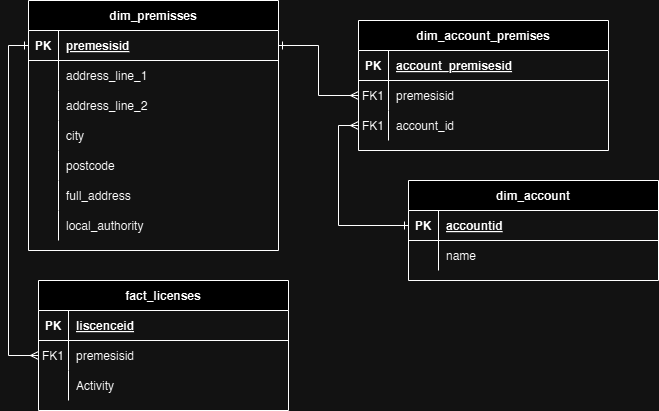 dim_premisses
PK premesisid
address_line_1
address_line_2
city
postcode
full_address
local_authority
dim_account_premises
PK account_premisesid
FK1 premesisid
FK1 account_id
dim_account
PK accountid
name
fact_licenses
PK liscenceid
FK1 premesisid
Activity